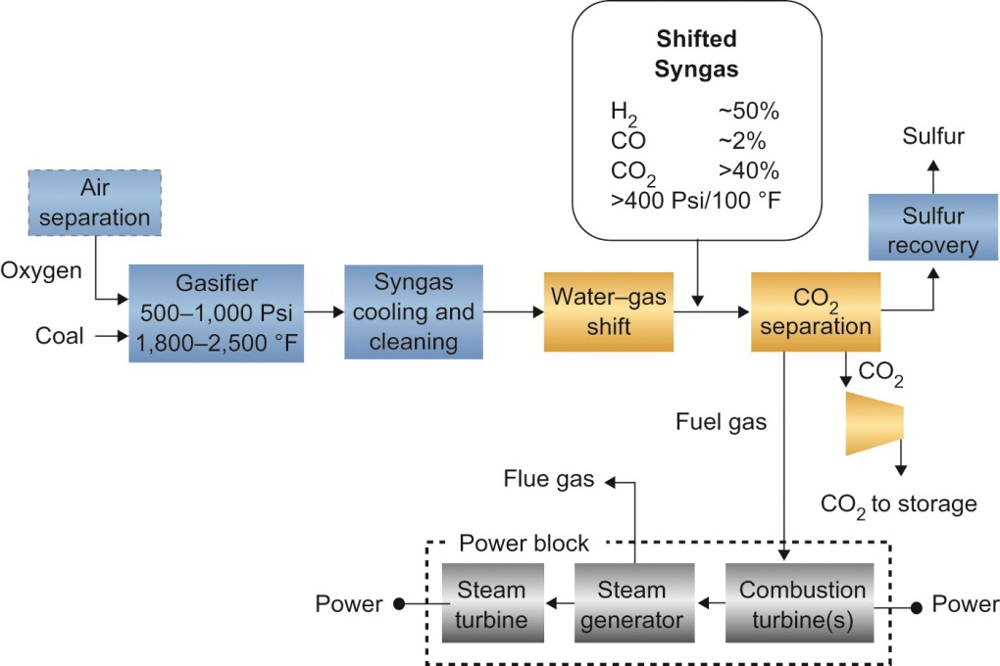 Shifted
Syngas
H2 ~50%
CO ~2%
CO2 >40%
>400 Psi/100 °F
Sulfur
Sulfur
recovery
Air
separation
Oxygen
Coal
Gasifier
500–1,000 Psi
1,800–2,500 °F
Syngas
cooling and
cleaning
Water–gas
shift
CO2
separation
CO2
Fuel gas
CO2 to storage
Flue gas
Power block
Power
Steam
turbine
Steam
generator
Combustion
turbine(s)
Power